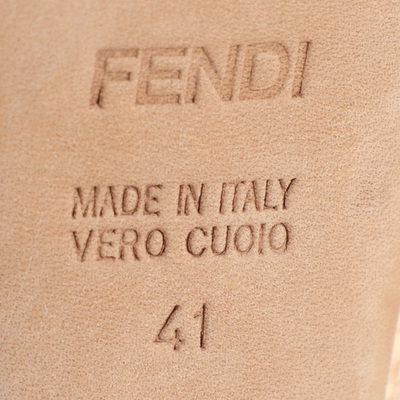 FENDI
MADE IN ITALY
VERO CUOIO
41